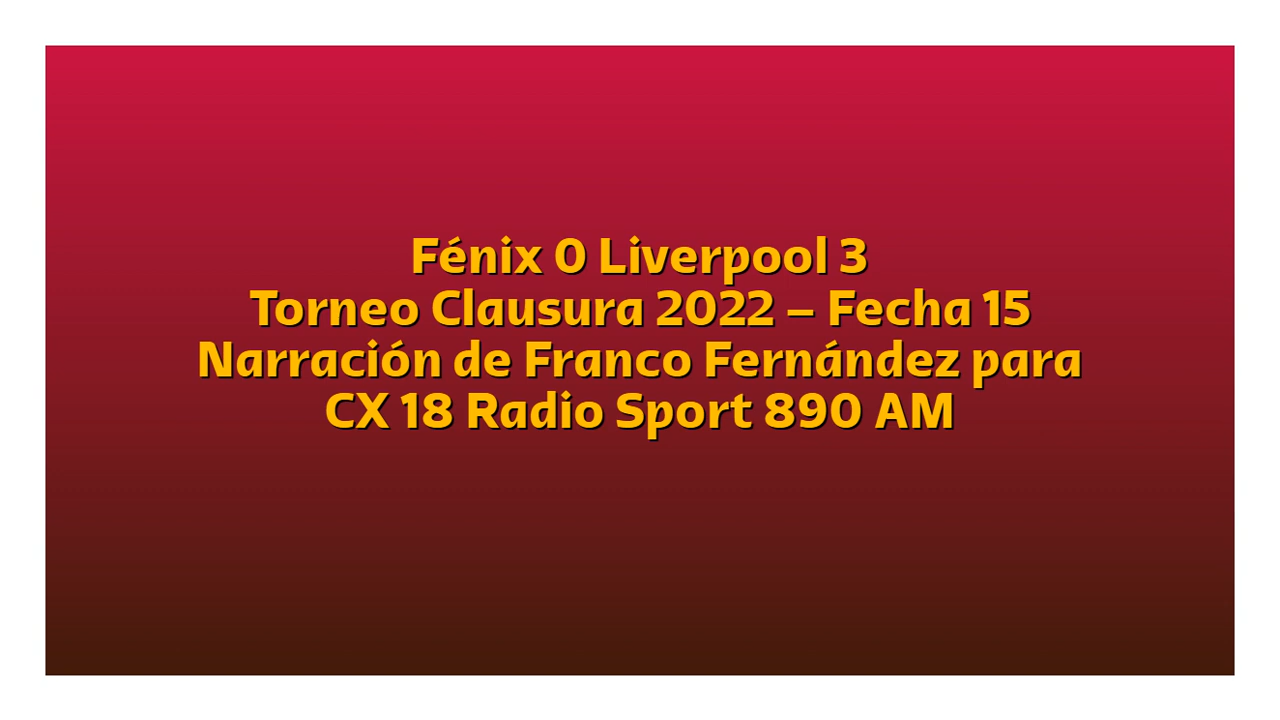 Fénix 0 Liverpool 3
Torneo Clausura 2022 – Fecha 15
Narración de Franco Fernández para
CX 18 Radio Sport 890 AM